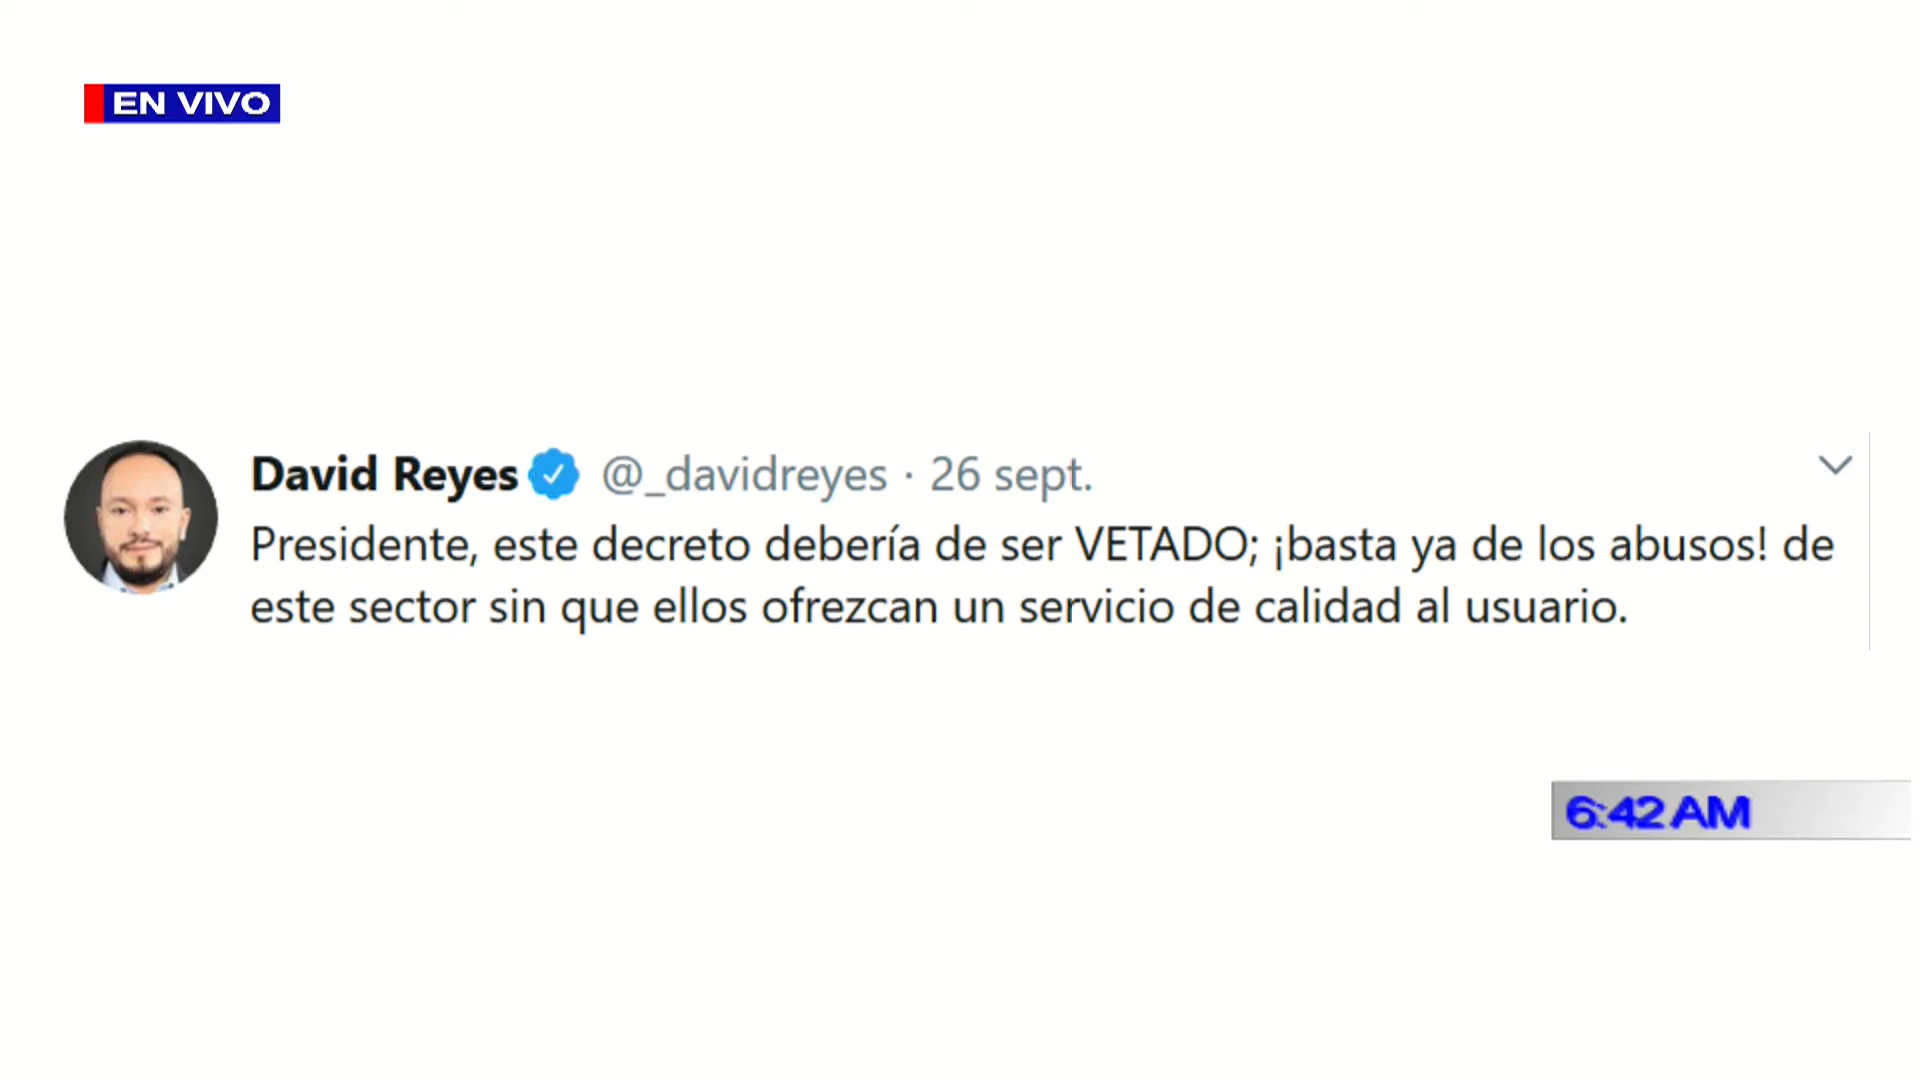 EN VIVO
David Reyes @_davidreyes · 26 sept.
Presidente, este decreto debería de ser VETADO; ¡basta ya de los abusos! de
este sector sin que ellos ofrezcan un servicio de calidad al usuario.
6:42 AM